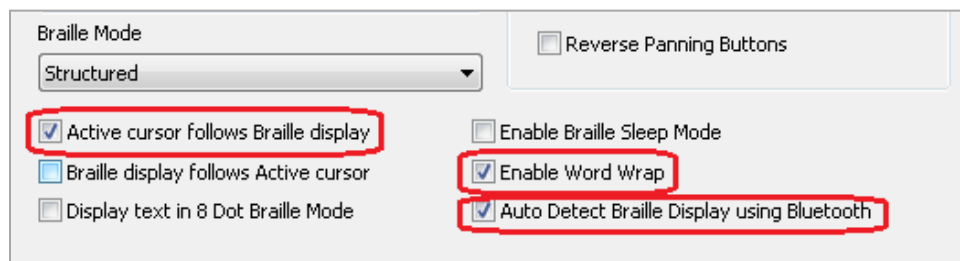 Braille Mode
Structured
Reverse Panning Buttons
Active cursor follows Braille display
Enable Braille Sleep Mode
Braille display follows Active cursor
Enable Word Wrap
Display text in 8 Dot Braille Mode
Auto Detect Braille Display using Bluetooth